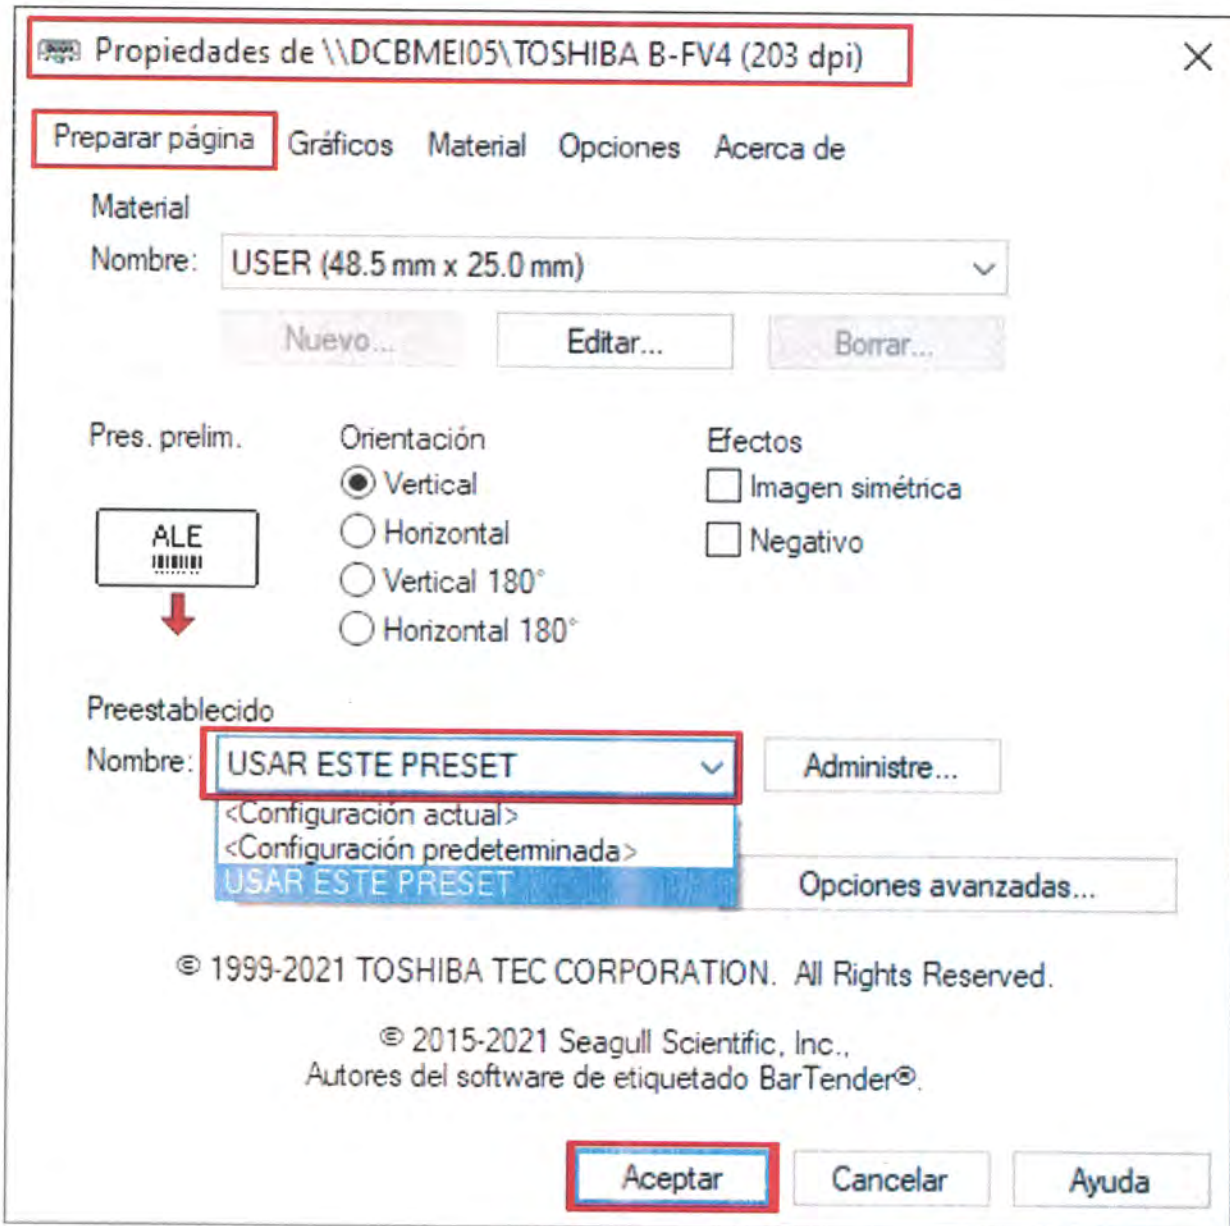 Propiedades de \\DCBMEI05\TOSHIBA B-FV4 (203 dpi)
Preparar página Gráficos Material Opciones Acerca de
Material
Nombre: USER (48.5 mm x 25.0 mm)
Nuevo... Editar... Borrar...
Pres. prelim. Orientación Efectos
Vertical Imagen simétrica
ALE Horizontal Negativo
Vertical 180°
Horizontal 180°
Preestablecido
Nombre: USAR ESTE PRESET Administre...
<Configuración actual>
<Configuración predeterminada>
USAR ESTE PRESET Opciones avanzadas...
© 1999-2021 TOSHIBA TEC CORPORATION. All Rights Reserved.
© 2015-2021 Seagull Scientific, Inc.,
Autores del software de etiquetado BarTender®.
Aceptar Cancelar Ayuda